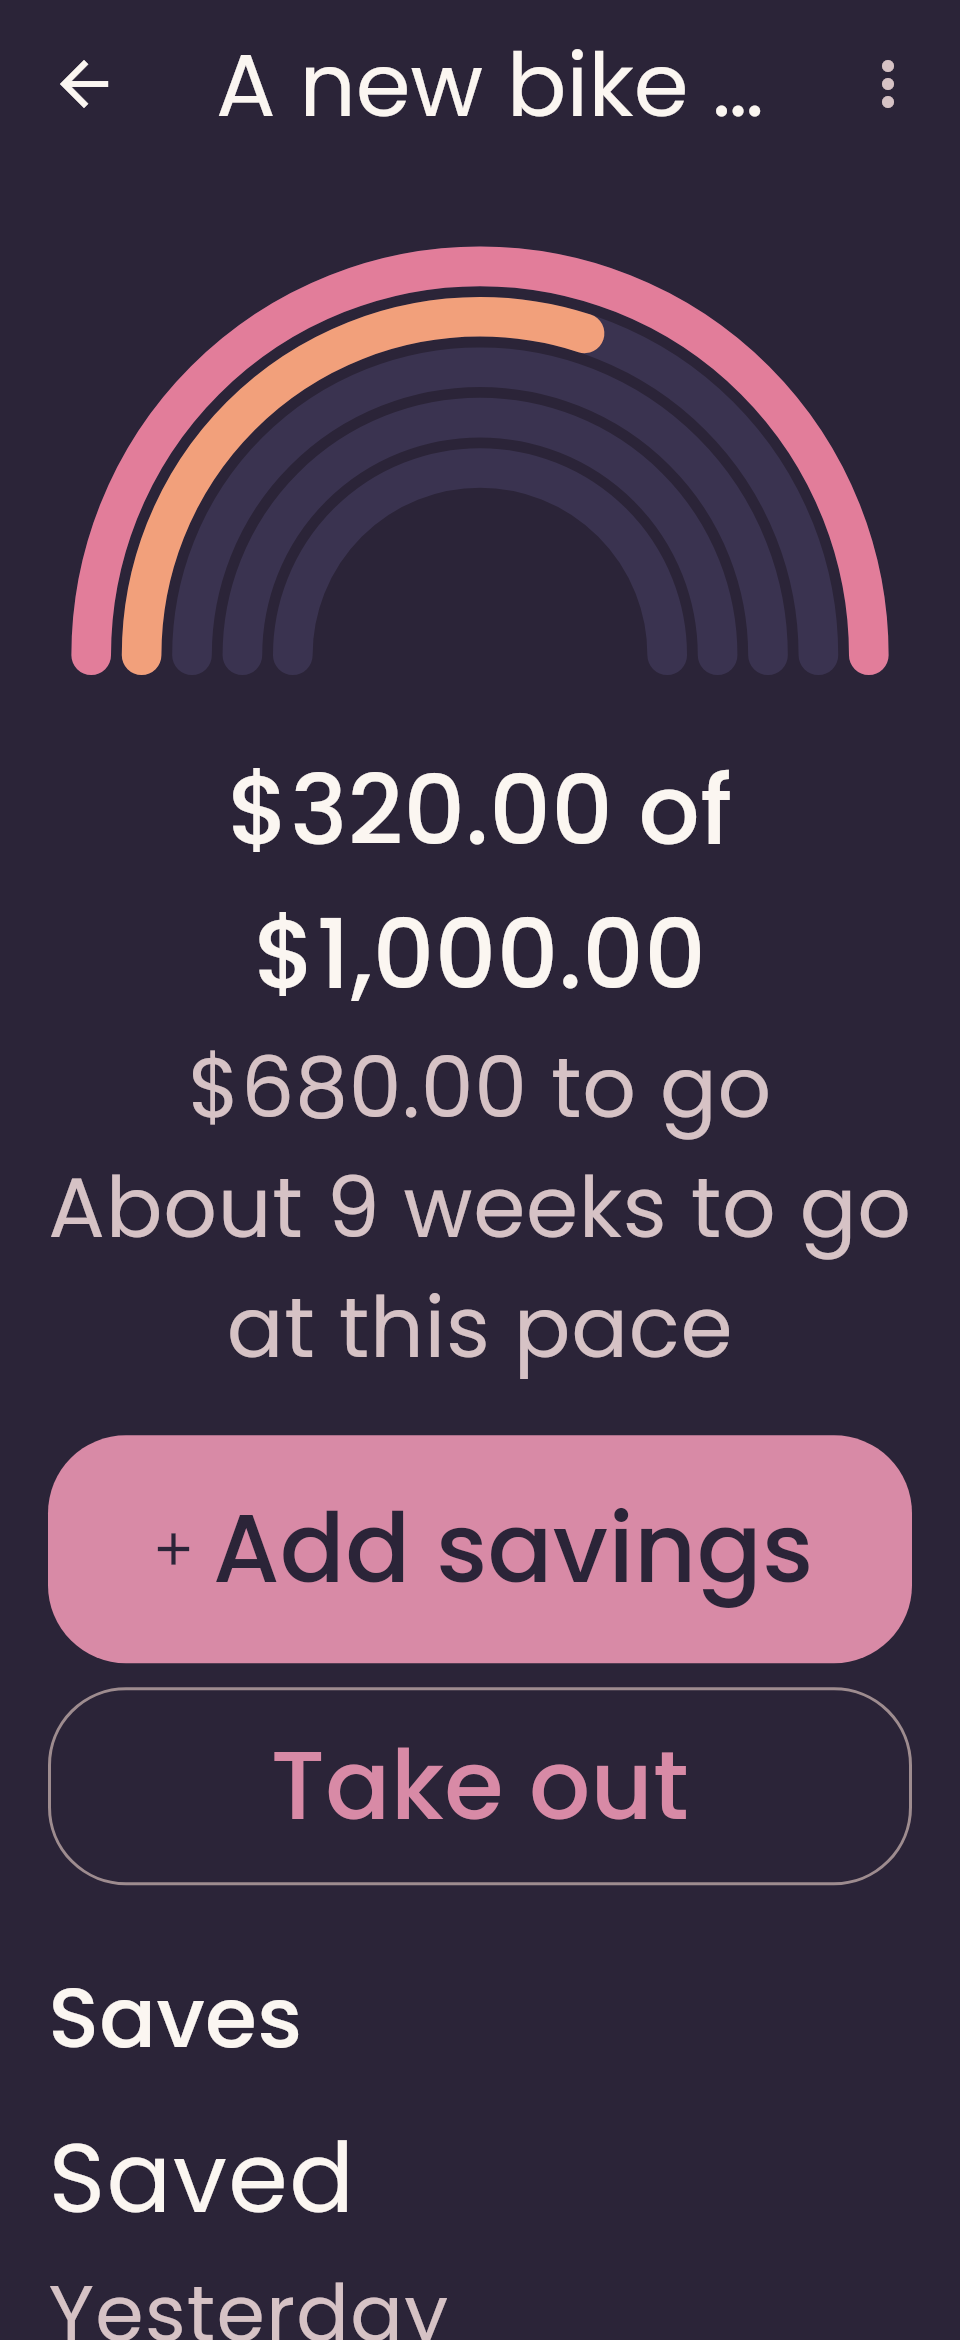 A new bike ...
$320.00 of
$1,000.00
$680.00 to go
About 9 weeks to go
at this pace
+ Add savings
Take out
Saves
Saved
Yesterday